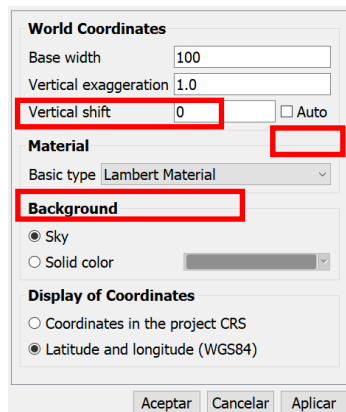 World Coordinates
Base width 100
Vertical exaggeration 1.0
Vertical shift 0 Auto
Material
Basic type Lambert Material
Background
Sky
Solid color
Display of Coordinates
Coordinates in the project CRS
Latitude and longitude (WGS84)
Aceptar Cancelar Aplicar